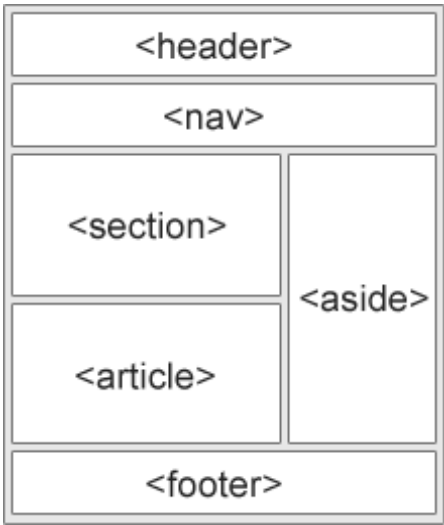 <header>
<nav>
<section>
<aside>
<article>
<footer>